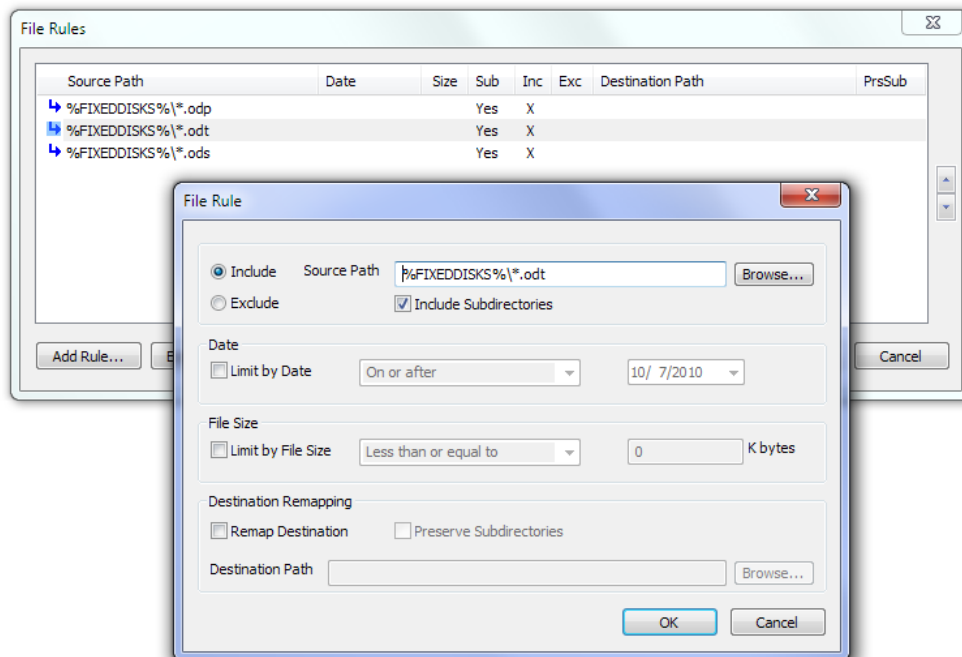 File Rules
Source Path Date Size Sub Inc Exc Destination Path PrsSub
%FIXEDDISKS%\*.odp Yes X
%FIXEDDISKS%\*.odt Yes X
%FIXEDDISKS%\*.ods Yes X
Add Rule... Cancel
File Rule
Include Source Path %FIXEDDISKS%\*.odt Browse...
Exclude Include Subdirectories
Date
Limit by Date On or after 10/ 7/2010
File Size
Limit by File Size Less than or equal to 0 K bytes
Destination Remapping
Remap Destination Preserve Subdirectories
Destination Path Browse...
OK Cancel